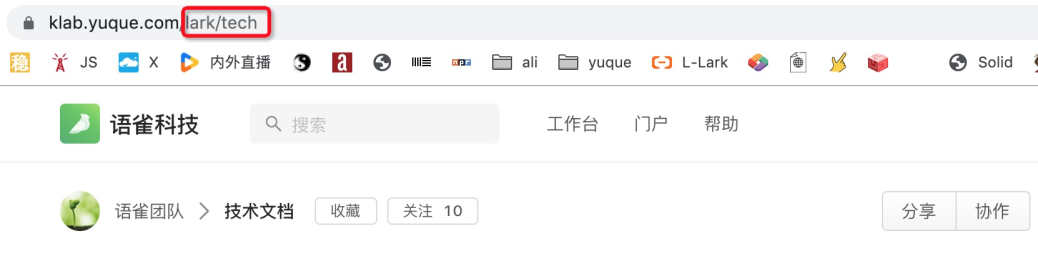 klab.yuque.com/lark/tech
稳 JS X 内外直播 a npr ali yuque L-Lark Solid
语雀科技 搜索 工作台 门户 帮助
语雀团队 > 技术文档 收藏 关注 10 分享 协作